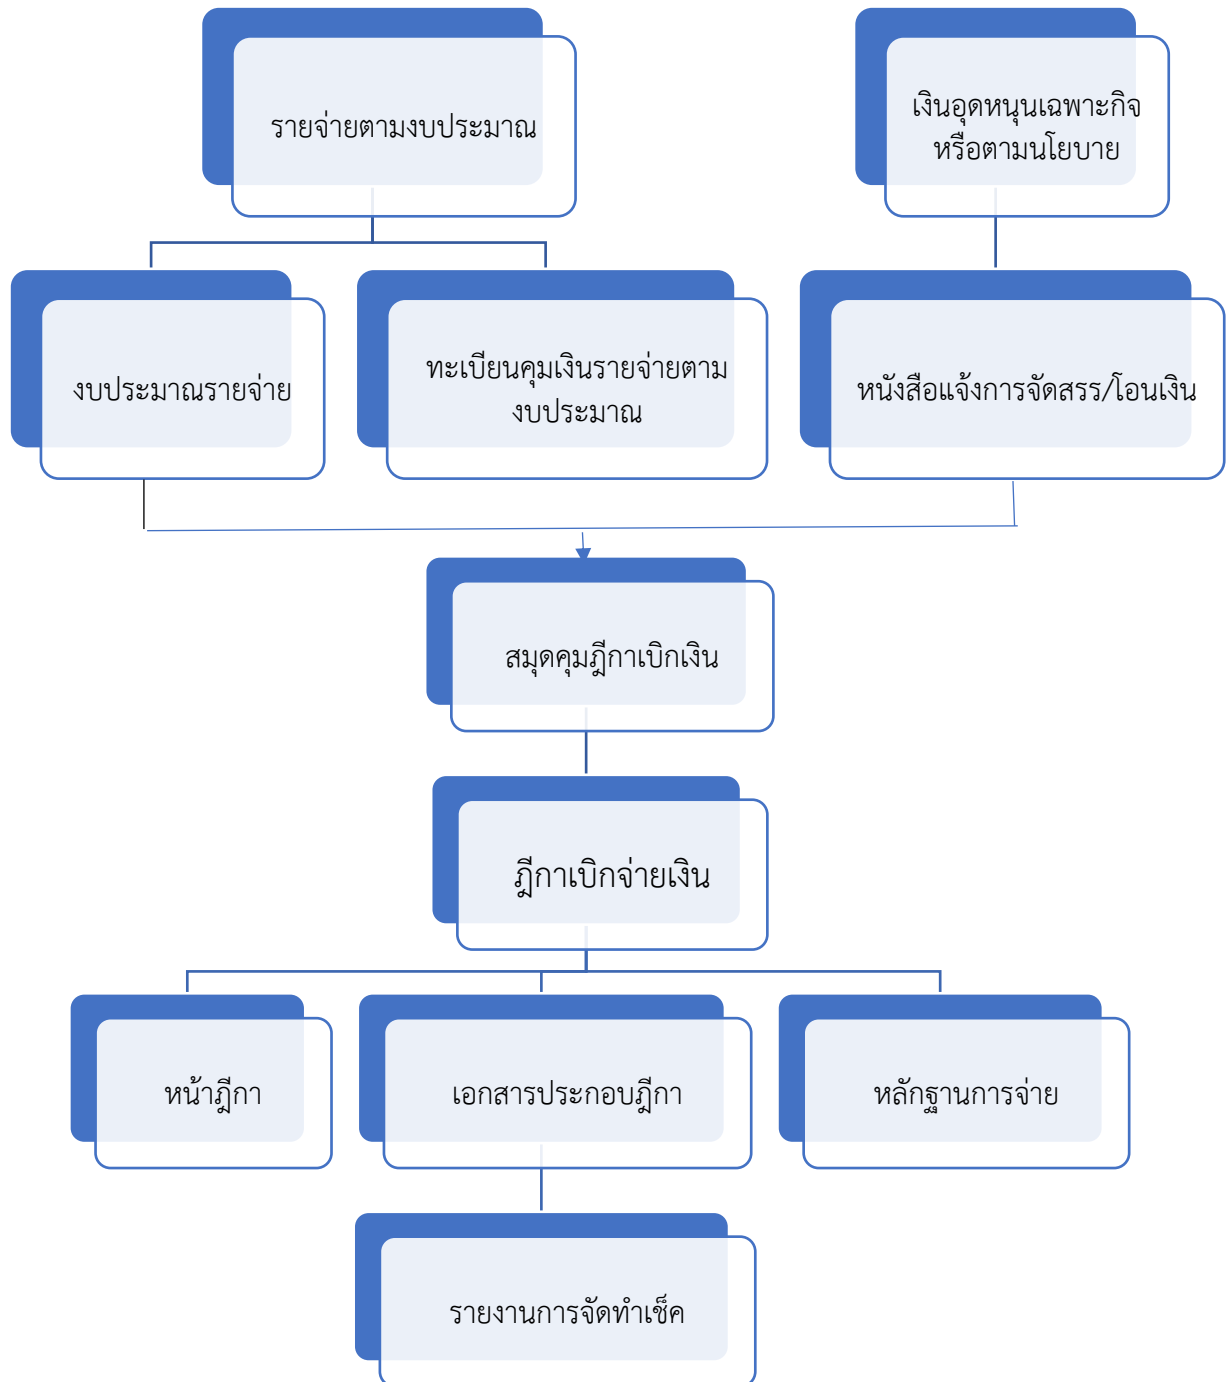 รายจ่ายตามงบประมาณ
เงินอุดหนุนเฉพาะกิจ
หรือตามนโยบาย
งบประมาณรายจ่าย
ทะเบียนคุมเงินรายจ่ายตาม
งบประมาณ
หนังสือแจ้งการจัดสรร/โอนเงิน
สมุดคุมฎีกาเบิกเงิน
ฎีกาเบิกจ่ายเงิน
หน้าฎีกา
เอกสารประกอบฎีกา
หลักฐานการจ่าย
รายงานการจัดทำเช็ค